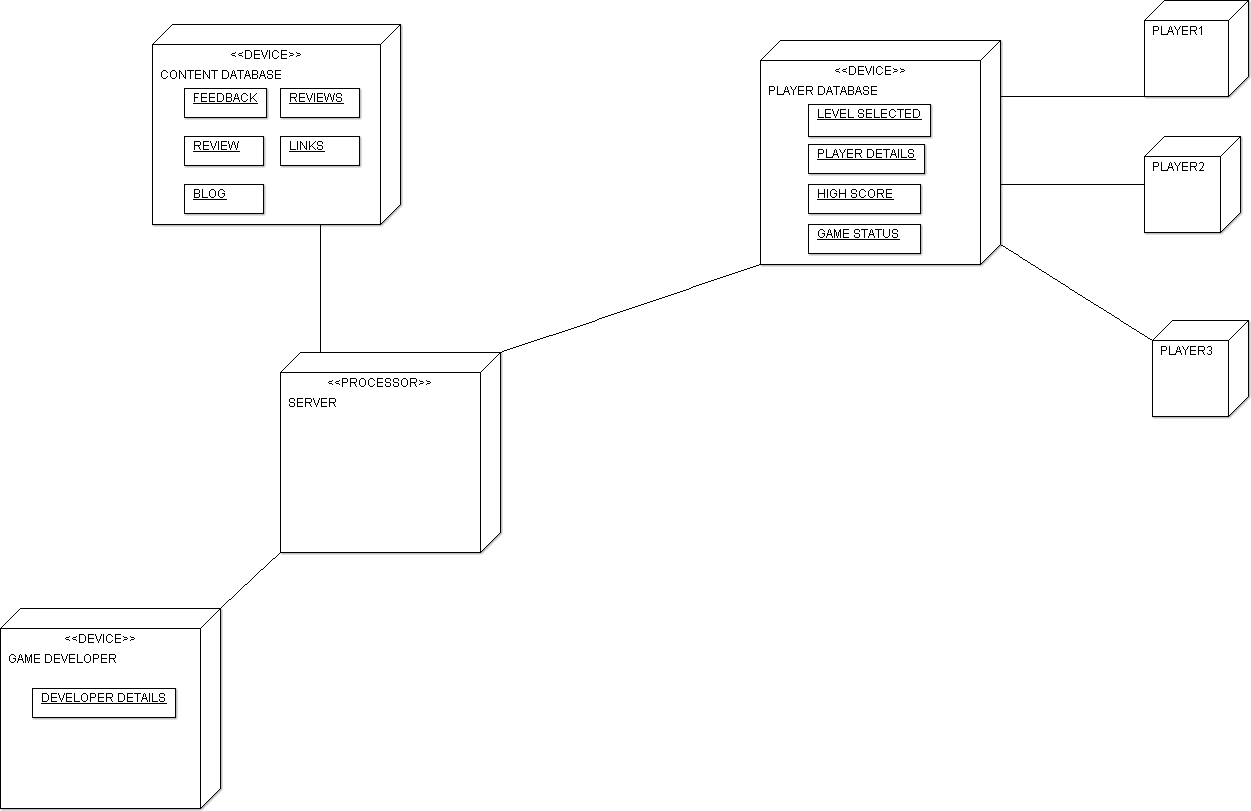 <<DEVICE>>
CONTENT DATABASE
FEEDBACK
REVIEWS
REVIEW
LINKS
BLOG
<<DEVICE>>
PLAYER DATABASE
LEVEL SELECTED
PLAYER DETAILS
HIGH SCORE
GAME STATUS
PLAYER1
PLAYER2
PLAYER3
<<PROCESSOR>>
SERVER
<<DEVICE>>
GAME DEVELOPER
DEVELOPER DETAILS